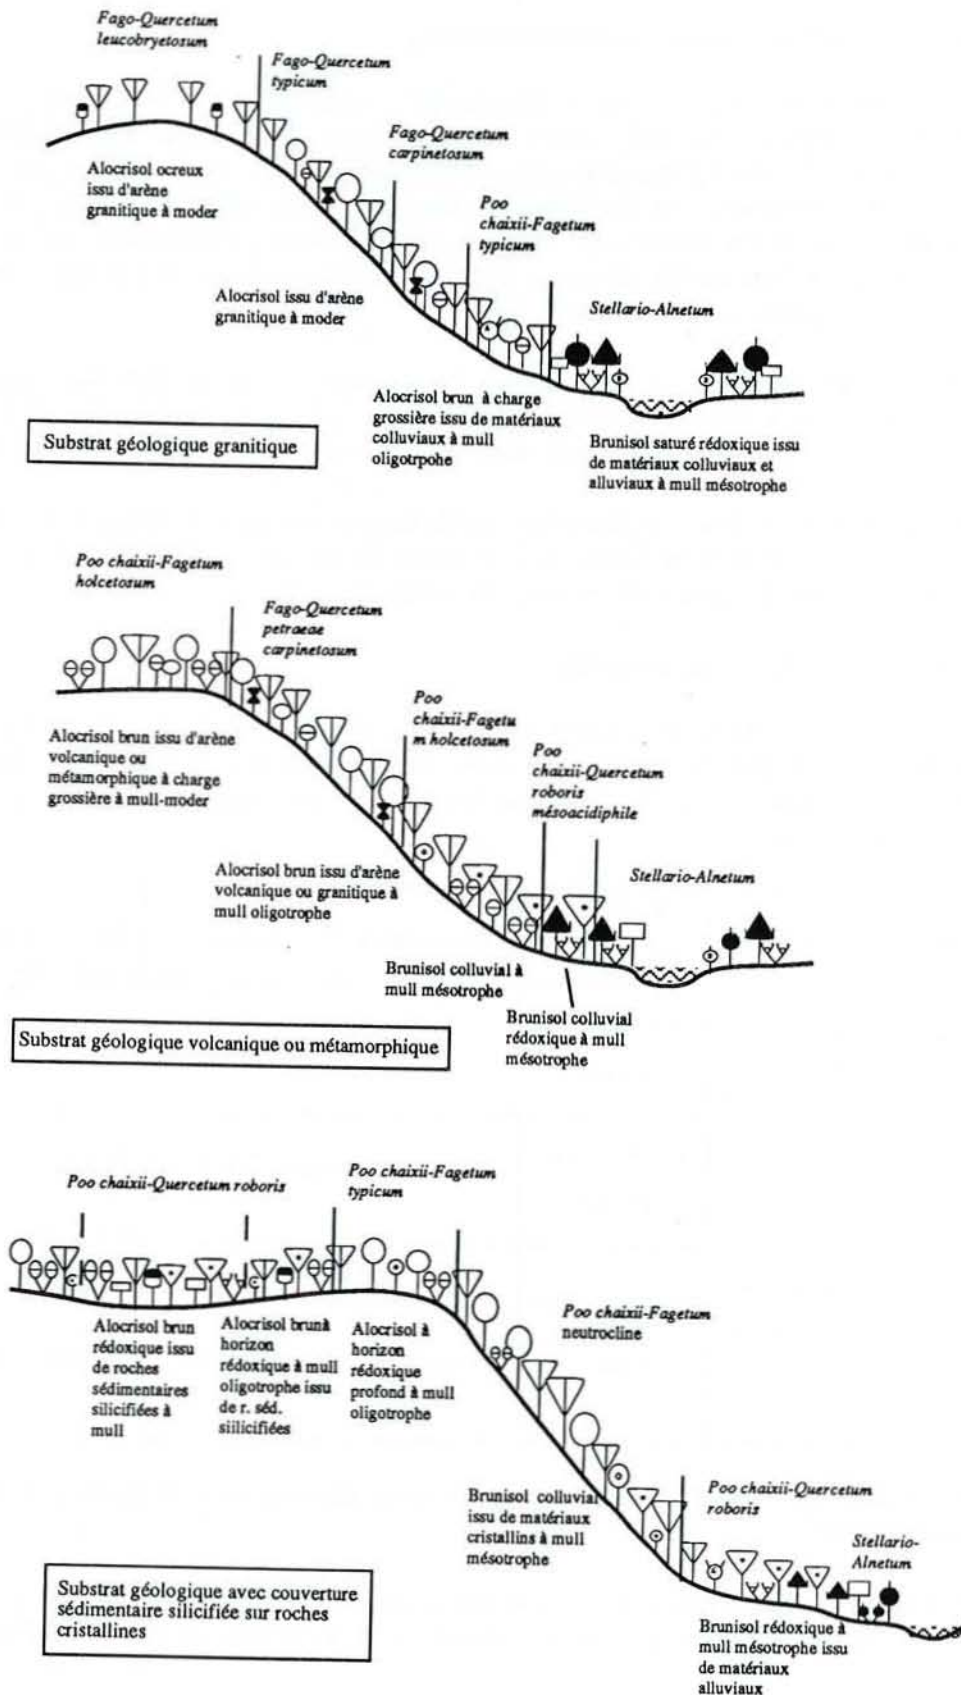 Fago-Quercetum
leucobryetosum
Fago-Quercetum
typicum
Fago-Quercetum
carpinetosum
Poo
chaixii-Fagetum
typicum
Stellario-Alnetum
Alocrisol ocreux
issu d'arène
granitique à moder
Alocrisol issu d'arène
granitique à moder
Alocrisol brun à charge
grossière issu de matériaux
colluviaux à mull
oligotrpohe
Brunisol saturé rédoxique issu
de matériaux colluviaux et
alluviaux à mull mésotrophe
Substrat géologique granitique
Poo chaixii-Fagetum
holcetosum
Fago-Quercetum
petraeae
carpinetosum
Poo
chaixii-Fagetu
m holcetosum
Poo
chaixii-Quercetum
roboris
mésoacidiphile
Stellario-Alnetum
Alocrisol brun issu d'arène
volcanique ou
métamorphique à charge
grossière à mull-moder
Alocrisol brun issu d'arène
volcanique ou granitique à
mull oligotrophe
Brunisol colluvial à
mull mésotrophe
Brunisol colluvial
rédoxique à mull
mésotrophe
Substrat géologique volcanique ou métamorphique
Poo chaixii-Quercetum roboris
Poo chaixii-Fagetum
typicum
Poo chaixii-Fagetum
neutrocline
Poo chaixii-Quercetum
roboris
Stellario-
Alnetum
Alocrisol brun
rédoxique issu
de roches
sédimentaires
silicifiées à
mull
Alocrisol brunà
horizon
rédoxique à mull
oligotrophe issu
de r. séd.
siilicifiées
Alocrisol à
horizon
rédoxique
profond à mull
oligotrophe
Brunisol colluvial
issu de matériaux
cristallins à mull
mésotrophe
Brunisol rédoxique à
mull mésotrophe issu
de matériaux
alluviaux
Substrat géologique avec couverture
sédimentaire silicifiée sur roches
cristallines